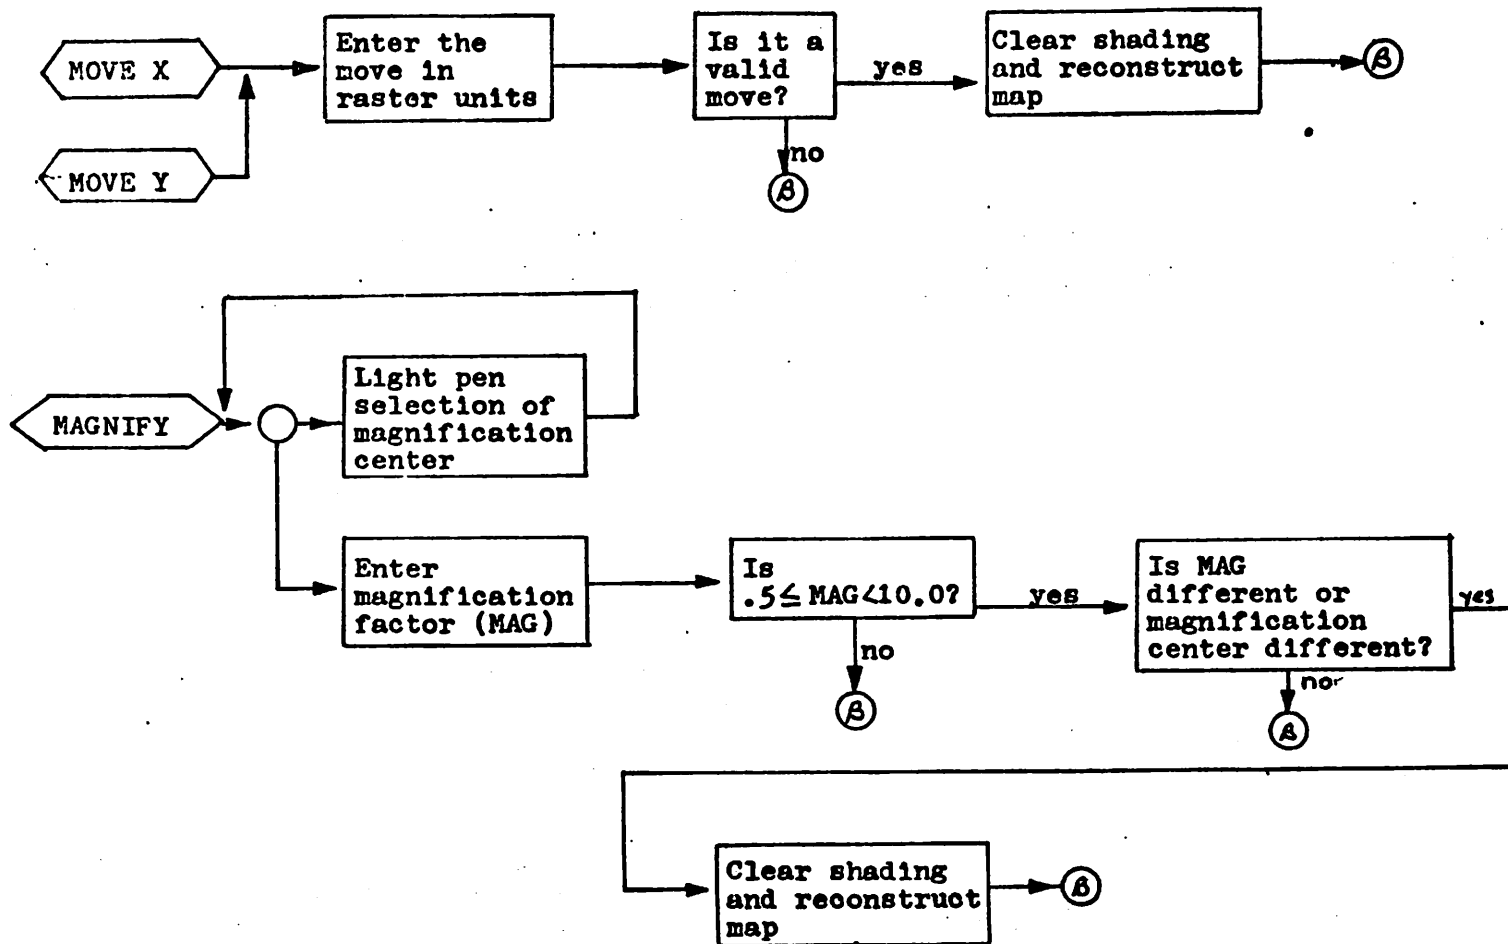 MOVE X
Enter the
move in
raster units
Is it a
valid
move?
yes
Clear shading
and reconstruct
map
β
no
β
MOVE Y
MAGNIFY
Light pen
selection of
magnification
center
Enter
magnification
factor (MAG)
Is
.5≤ MAG<10.0?
yes
Is MAG
different or
magnification
center different?
yes
no
β
no
β
Clear shading
and reconstruct
map
β